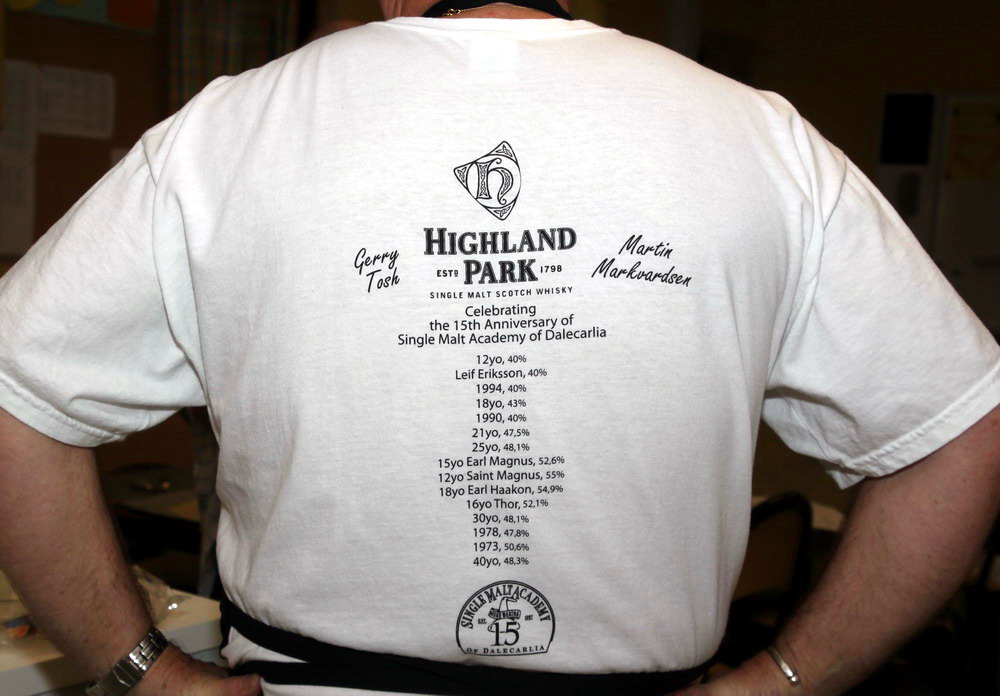 HIGHLAND
ESTD PARK 1798
SINGLE MALT SCOTCH WHISKY
Gerry
Tosh
Martin
Markvardsen
Celebrating
the 15th Anniversary of
Single Malt Academy of Dalecarlia
12yo, 40%
Leif Eriksson, 40%
1994, 40%
18yo, 43%
1990, 40%
21yo, 47,5%
25yo, 48,1%
15yo Earl Magnus, 52,6%
12yo Saint Magnus, 55%
18yo Earl Haakon, 54,9%
16yo Thor, 52,1%
30yo, 48,1%
1978, 47,8%
1973, 50,6%
40yo, 48,3%
SINGLE MALT ACADEMY
EST.
15
OF DALECARLIA